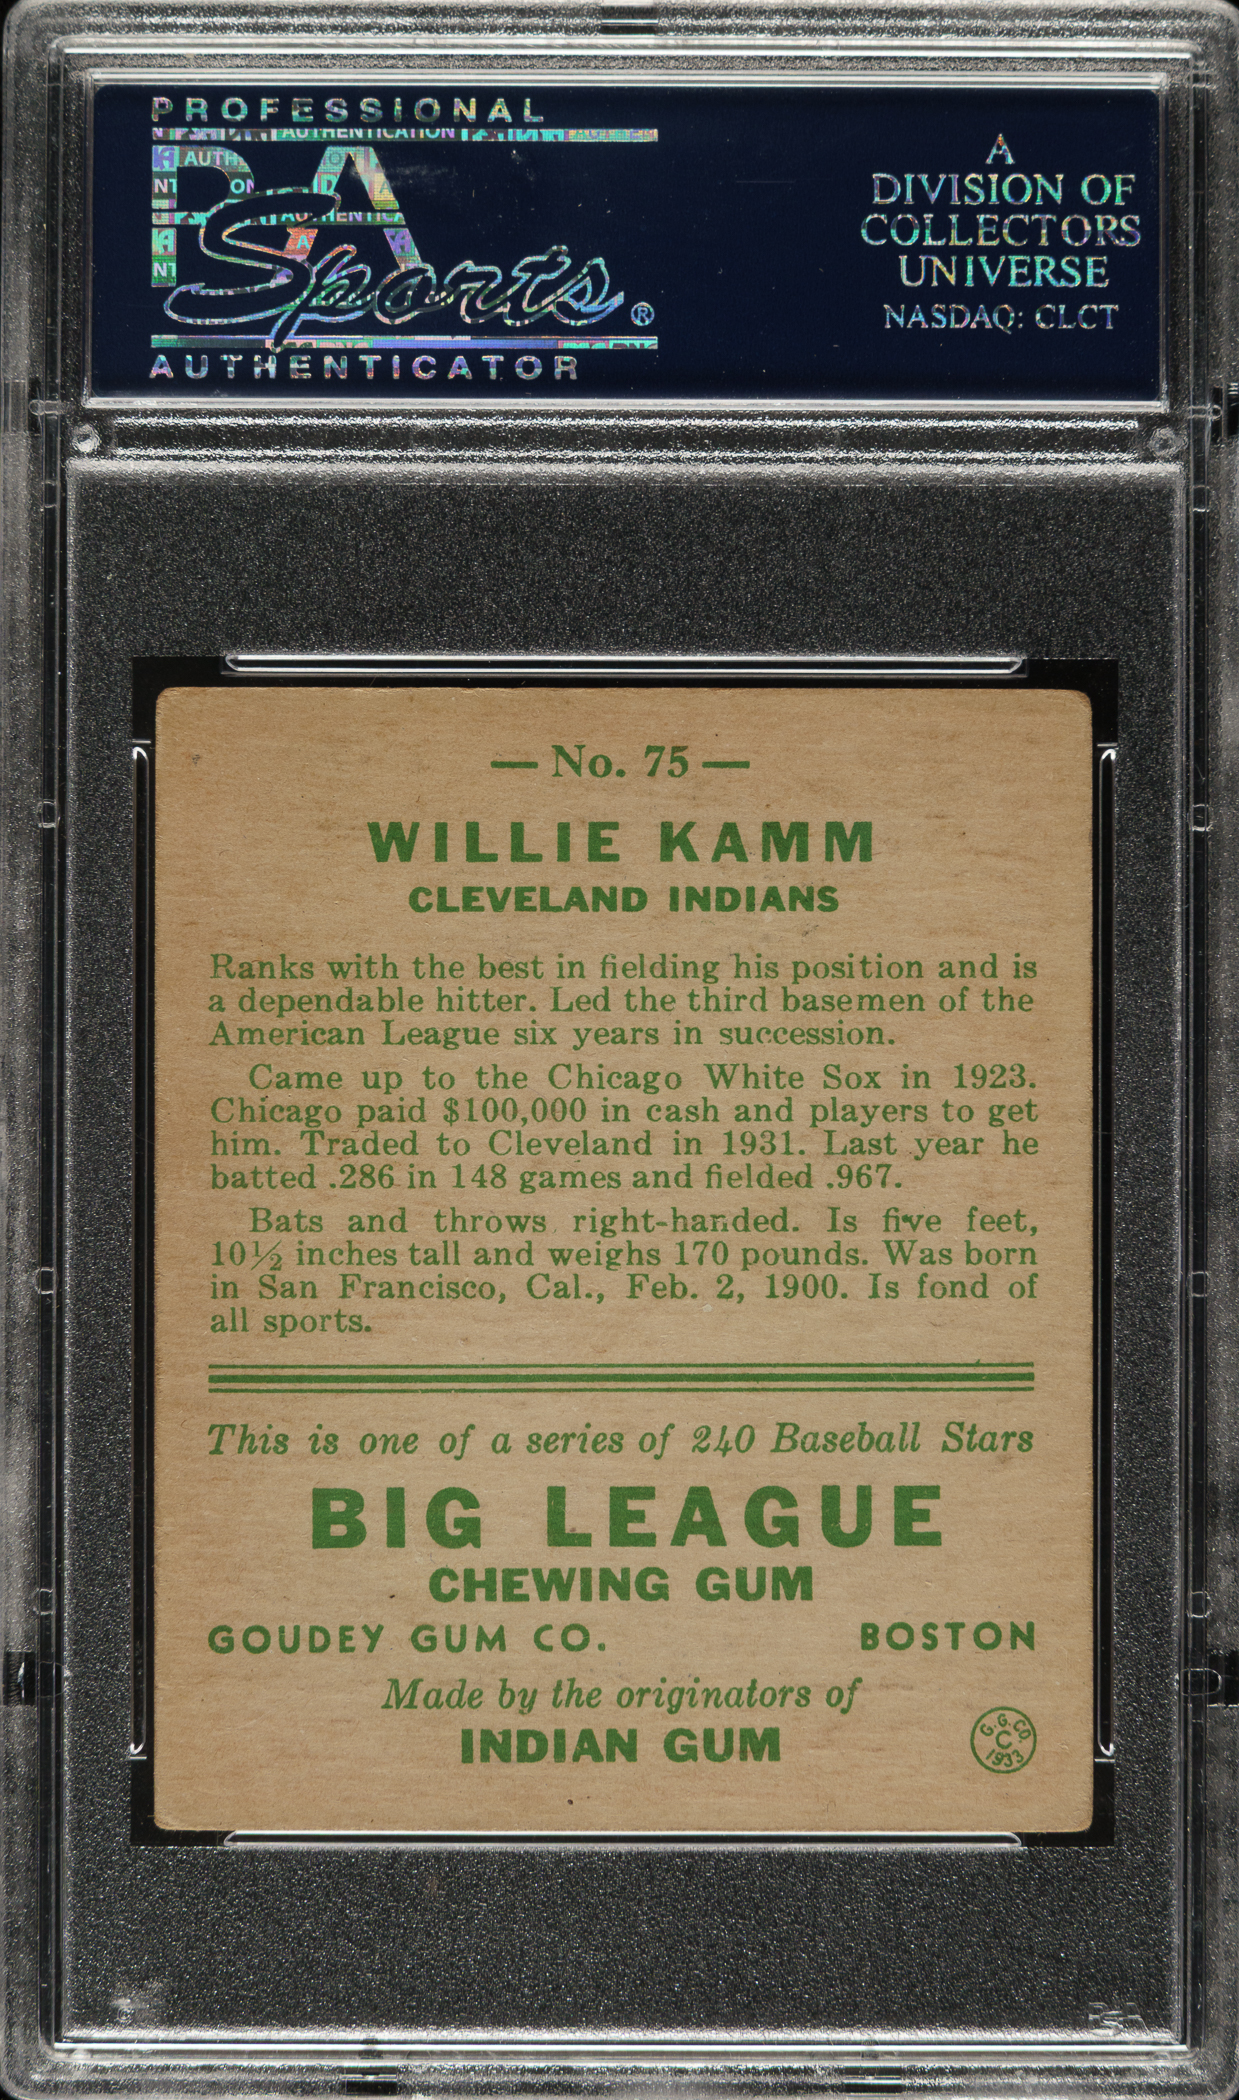 PROFESSIONAL
PSA
Sports ®
AUTHENTICATOR
A
DIVISION OF
COLLECTORS
UNIVERSE
NASDAQ: CLCT
— No. 75 —
WILLIE KAMM
CLEVELAND INDIANS
Ranks with the best in fielding his position and is
a dependable hitter. Led the third basemen of the
American League six years in succession.
Came up to the Chicago White Sox in 1923.
Chicago paid $100,000 in cash and players to get
him. Traded to Cleveland in 1931. Last year he
batted .286 in 148 games and fielded .967.
Bats and throws right-handed. Is five feet,
10½ inches tall and weighs 170 pounds. Was born
in San Francisco, Cal., Feb. 2, 1900. Is fond of
all sports.
This is one of a series of 240 Baseball Stars
BIG LEAGUE
CHEWING GUM
GOUDEY GUM CO. BOSTON
Made by the originators of
INDIAN GUM
G.G.CO.
C
1933